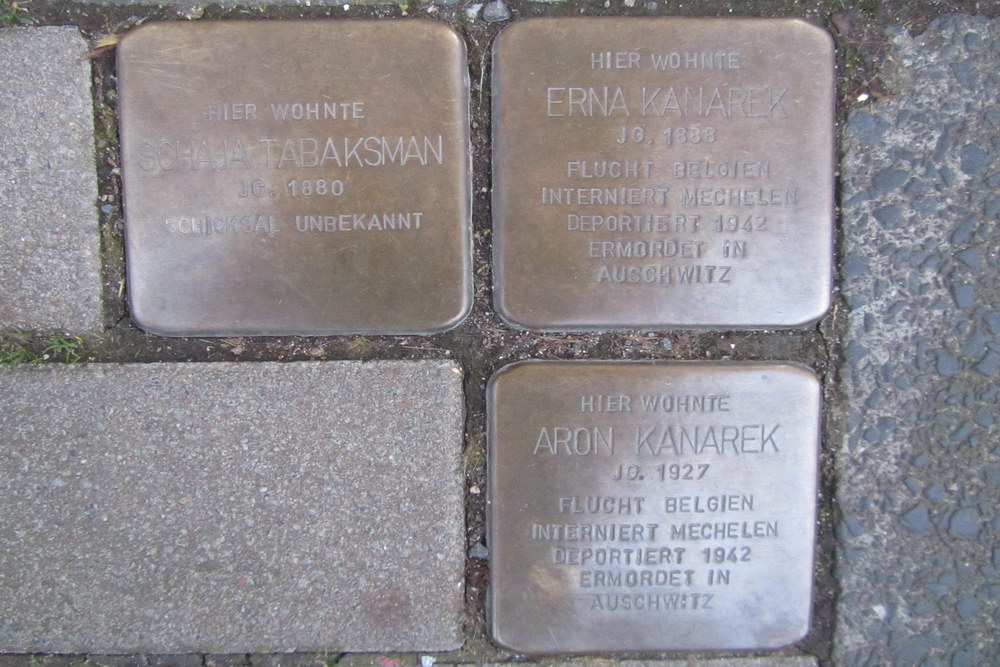 HIER WOHNTE
SCHAJA TABAKSMAN
JG. 1880
SCHICKSAL UNBEKANNT
HIER WOHNTE
ERNA KANAREK
JG. 1888
FLUCHT BELGIEN
INTERNIERT MECHELEN
DEPORTIERT 1942
ERMORDET IN
AUSCHWITZ
HIER WOHNTE
ARON KANAREK
JG. 1927
FLUCHT BELGIEN
INTERNIERT MECHELEN
DEPORTIERT 1942
ERMORDET IN
AUSCHWITZ